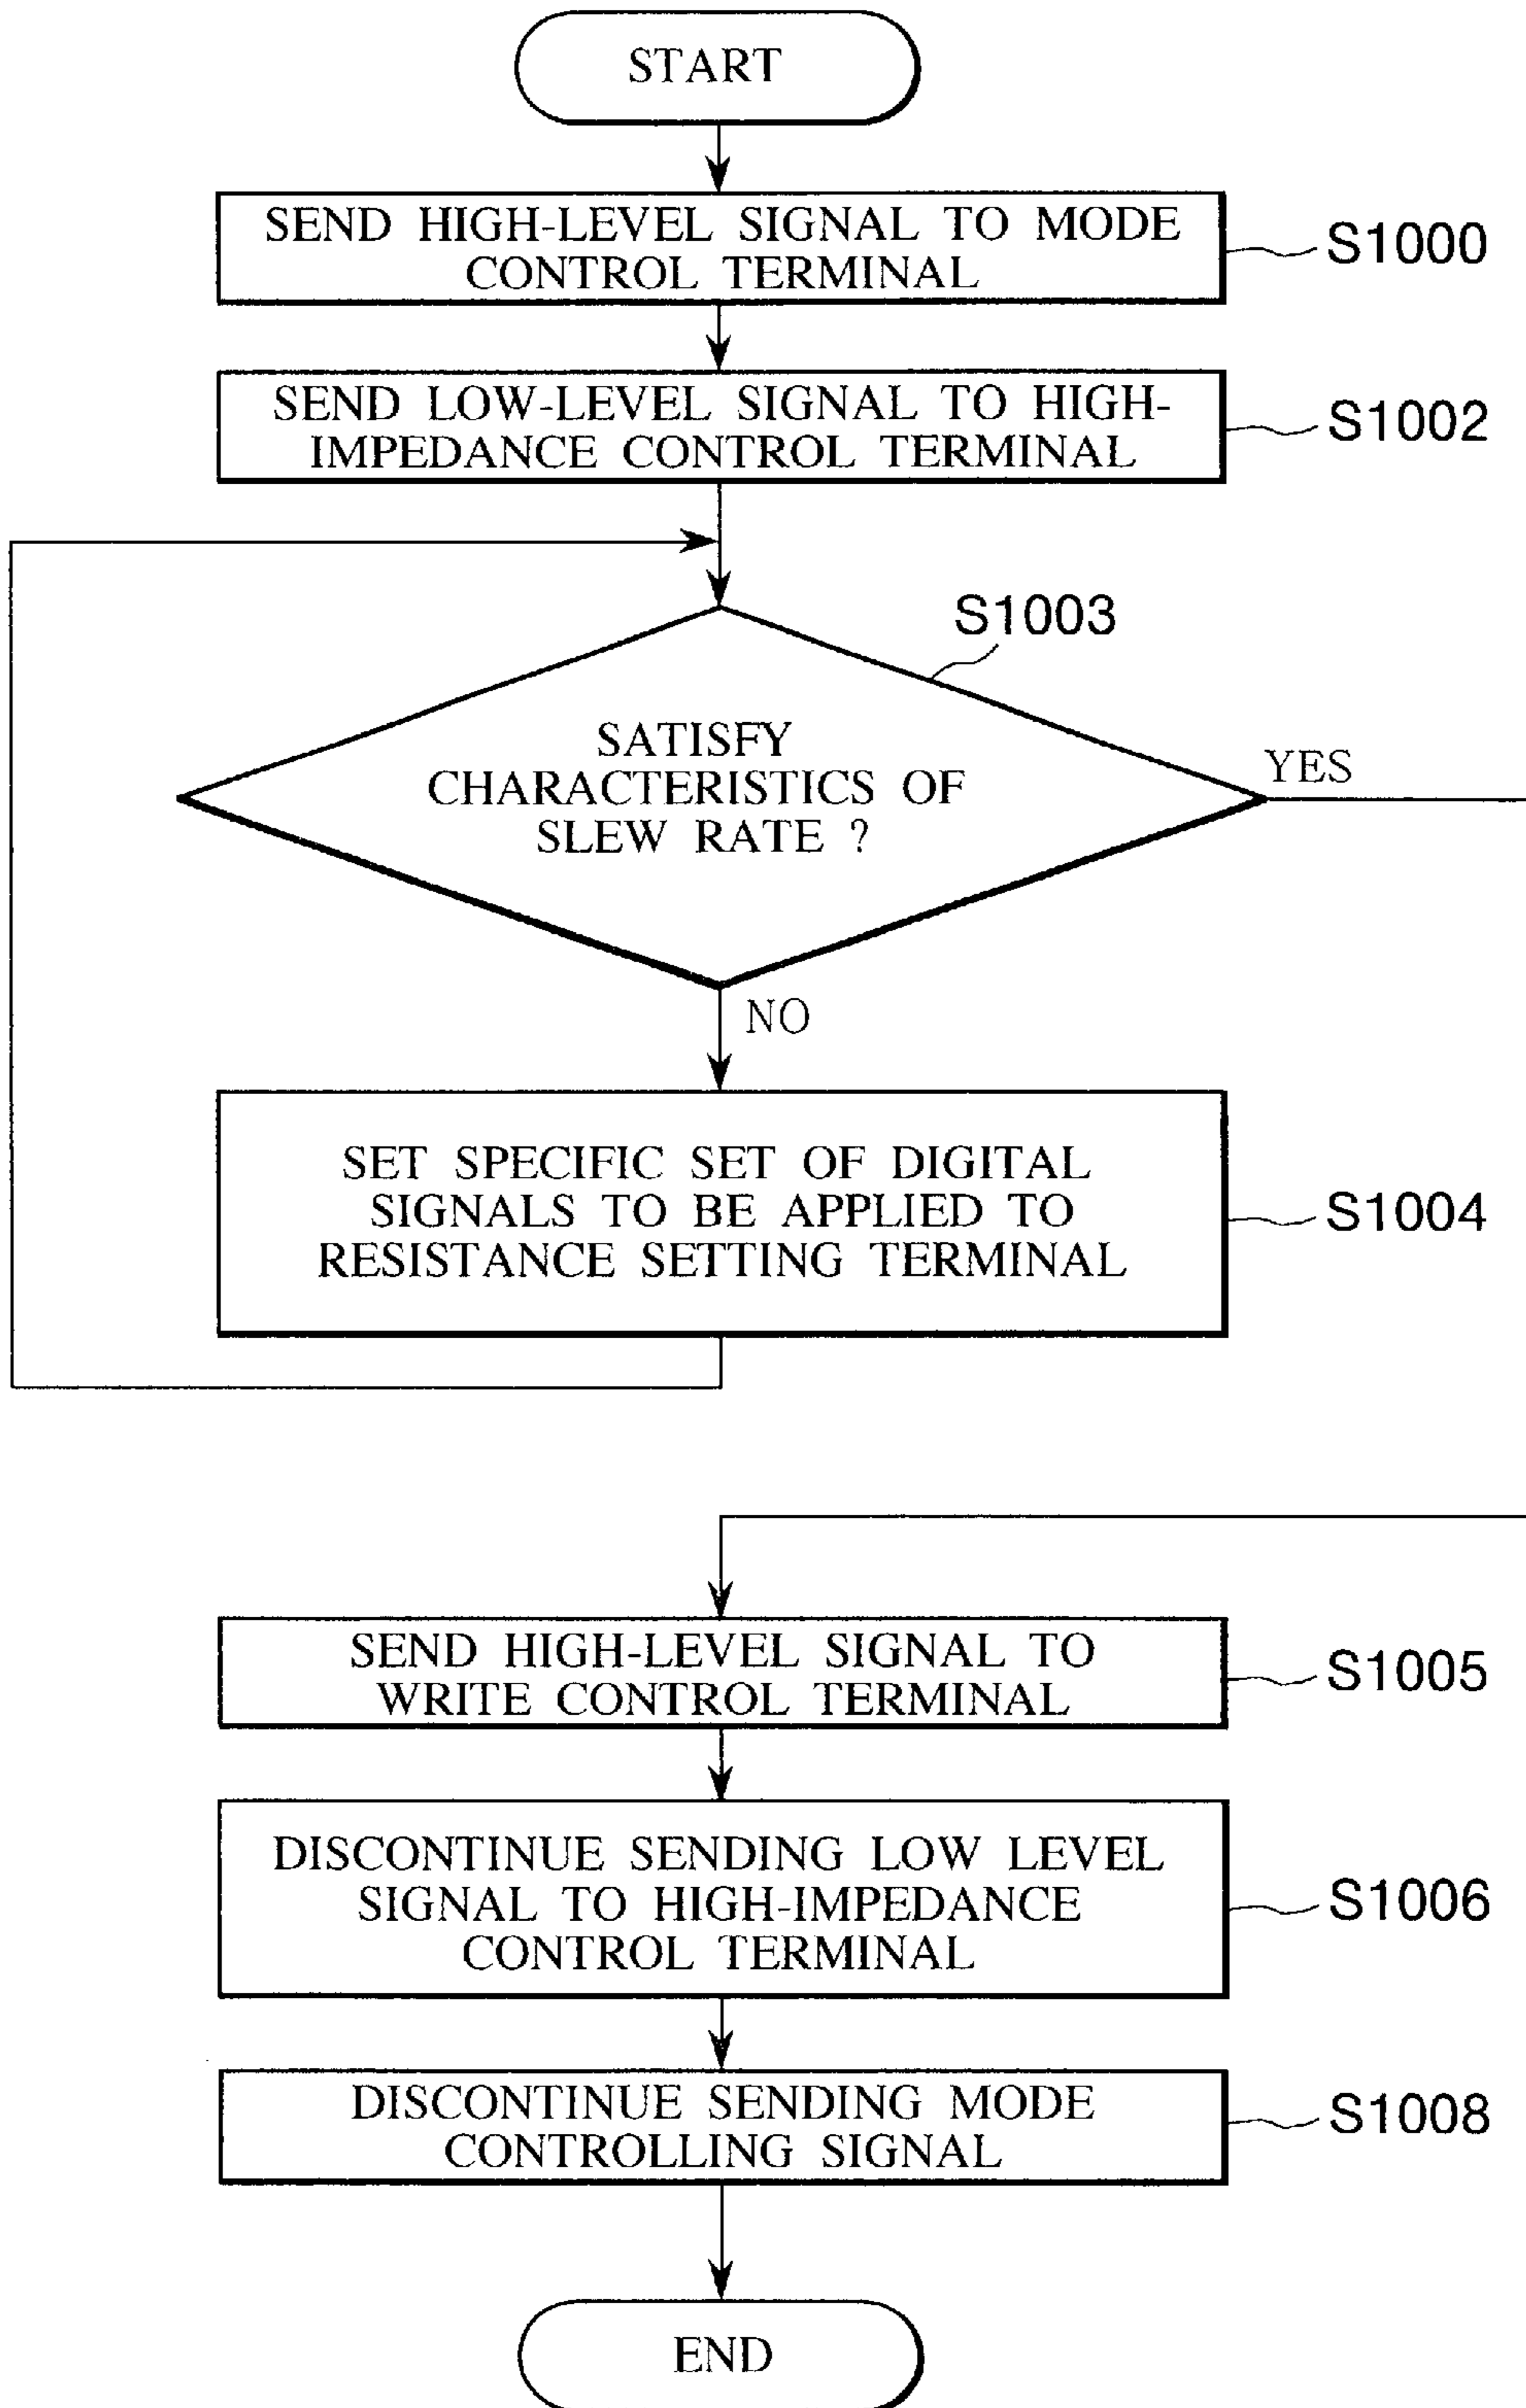 START
SEND HIGH-LEVEL SIGNAL TO MODE
CONTROL TERMINAL
S1000
SEND LOW-LEVEL SIGNAL TO HIGH-
IMPEDANCE CONTROL TERMINAL
S1002
S1003
SATISFY
CHARACTERISTICS OF
SLEW RATE ?
YES
NO
SET SPECIFIC SET OF DIGITAL
SIGNALS TO BE APPLIED TO
RESISTANCE SETTING TERMINAL
S1004
SEND HIGH-LEVEL SIGNAL TO
WRITE CONTROL TERMINAL
S1005
DISCONTINUE SENDING LOW LEVEL
SIGNAL TO HIGH-IMPEDANCE
CONTROL TERMINAL
S1006
DISCONTINUE SENDING MODE
CONTROLLING SIGNAL
S1008
END